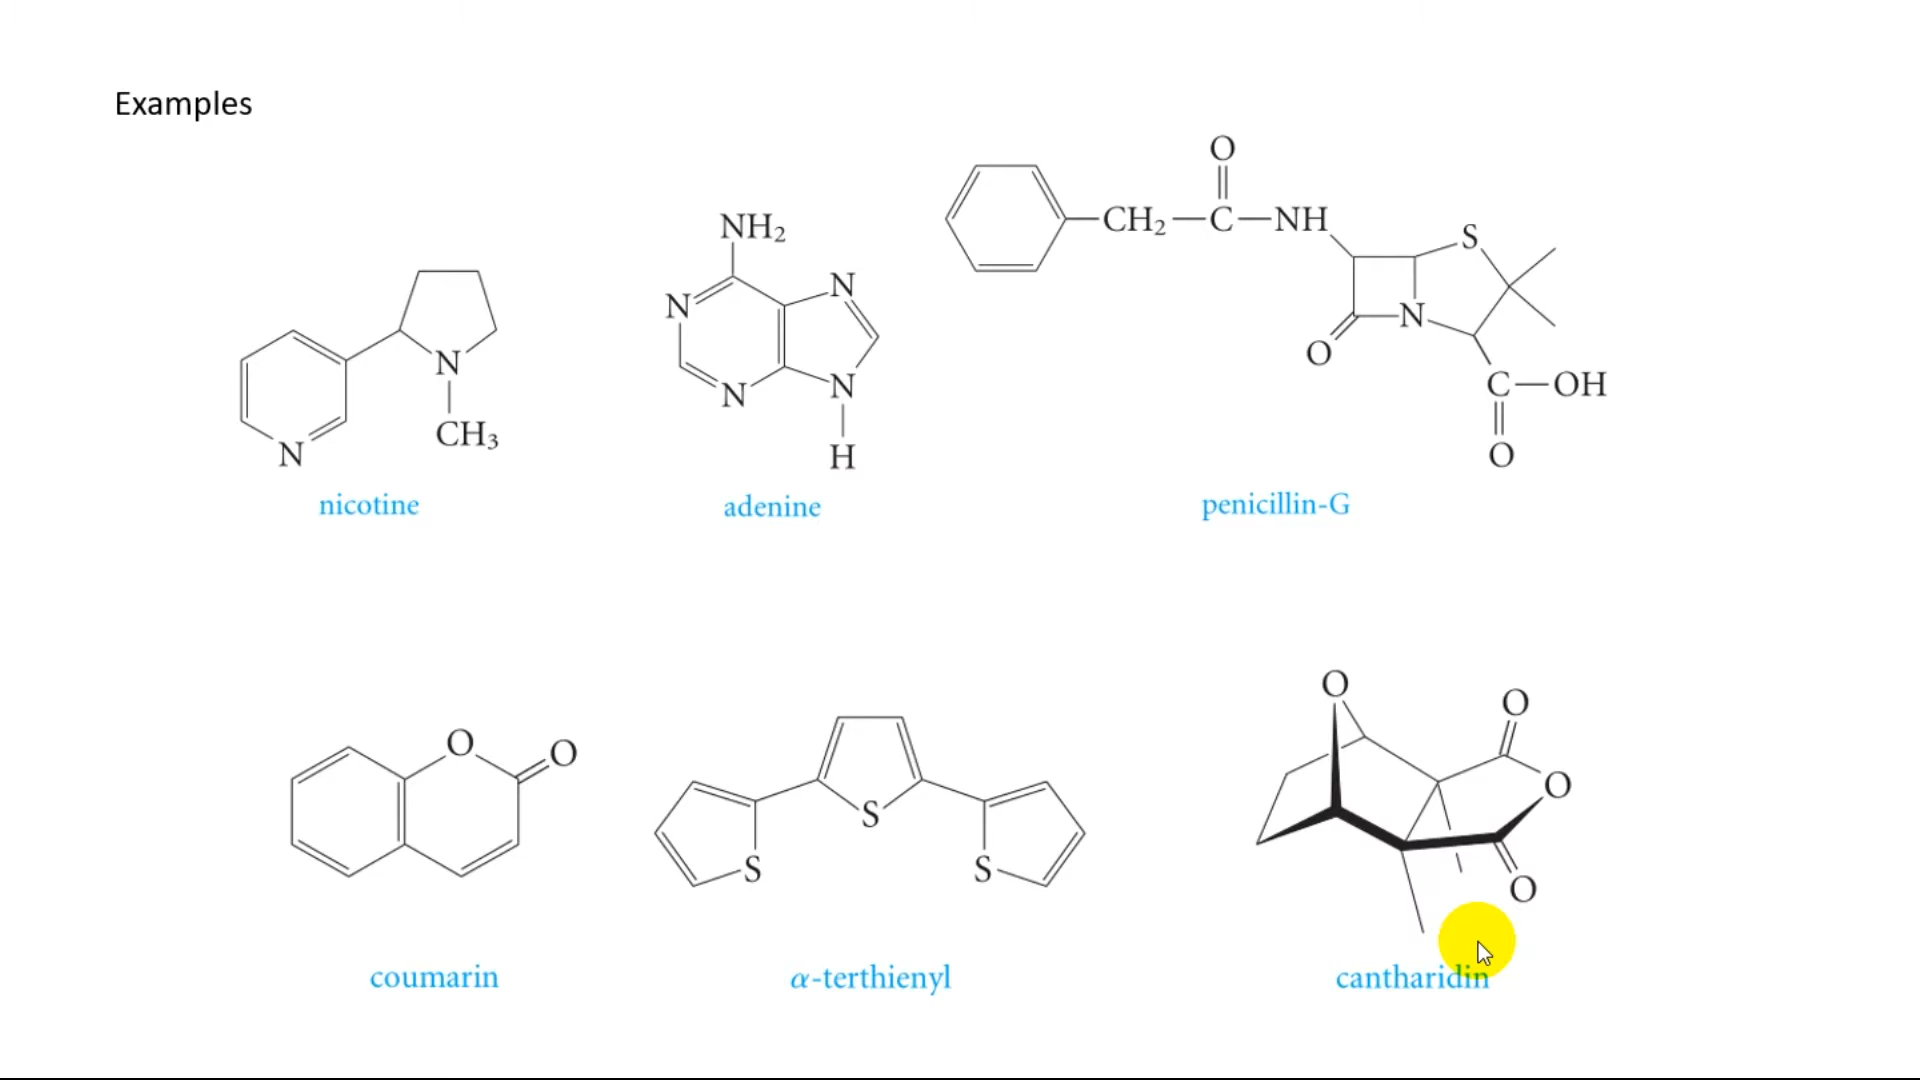 Examples
O
CH₂ C NH
NH₂
S
N N
N
O
N
N N
C OH
CH₃
N
H
O
nicotine
adenine
penicillin-G
O
O
O
O
O
S
S S
O
coumarin
α-terthienyl
cantharidin